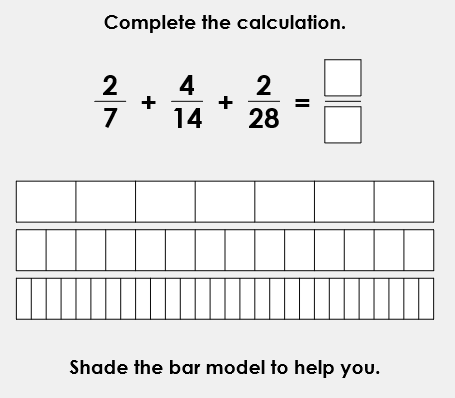 Complete the calculation.
2/7 + 4/14 + 2/28 =
Shade the bar model to help you.